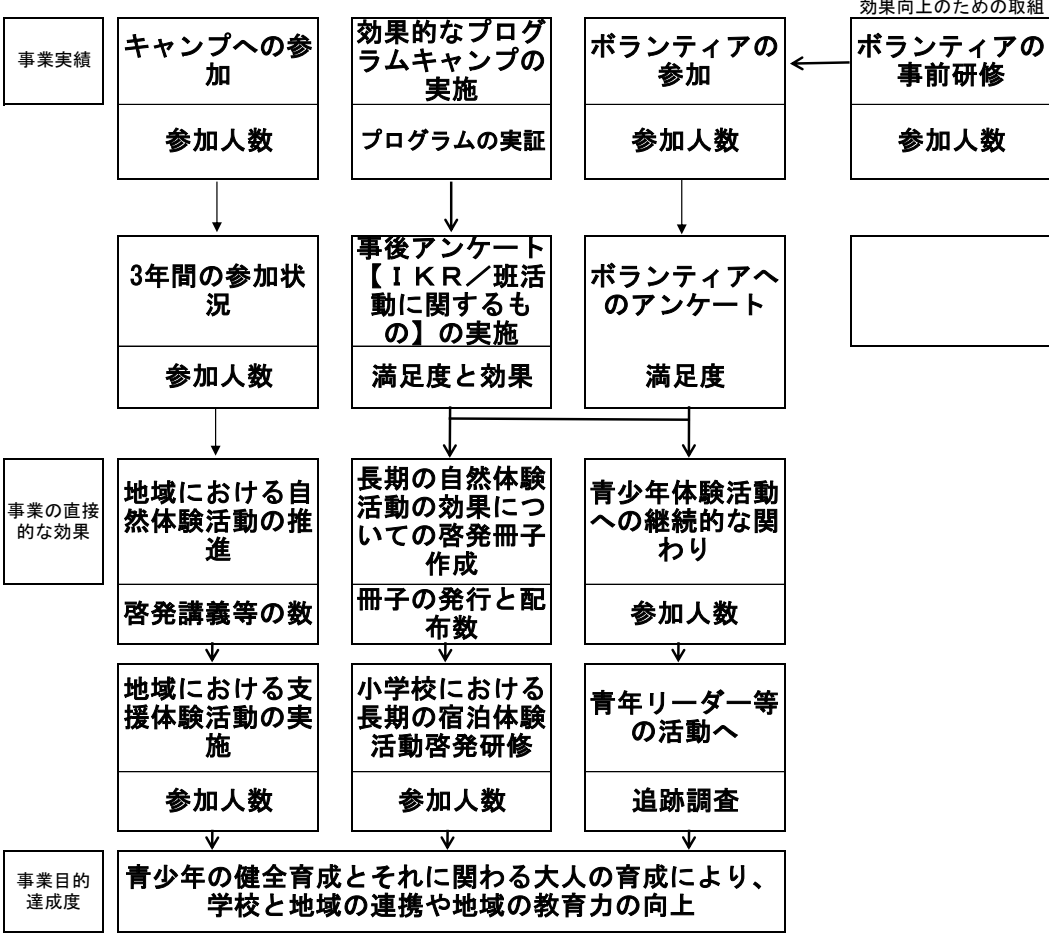 効果向上のための取組
事業実績
キャンプへの参
加
参加人数
効果的なプログ
ラムキャンプの
実施
プログラムの実証
ボランティアの
参加
参加人数
ボランティアの
事前研修
参加人数
3年間の参加状
況
参加人数
事後アンケート
【ＩＫＲ／班活
動に関するも
の】の実施
満足度と効果
ボランティアへ
のアンケート
満足度
事業の直接
的な効果
地域における自
然体験活動の推
進
啓発講義等の数
長期の自然体験
活動の効果につ
いての啓発冊子
作成
冊子の発行と配
布数
青少年体験活動
への継続的な関
わり
参加人数
地域における支
援体験活動の実
施
参加人数
小学校における
長期の宿泊体験
活動啓発研修
参加人数
青年リーダー等
の活動へ
追跡調査
事業目的
達成度
青少年の健全育成とそれに関わる大人の育成により、
学校と地域の連携や地域の教育力の向上